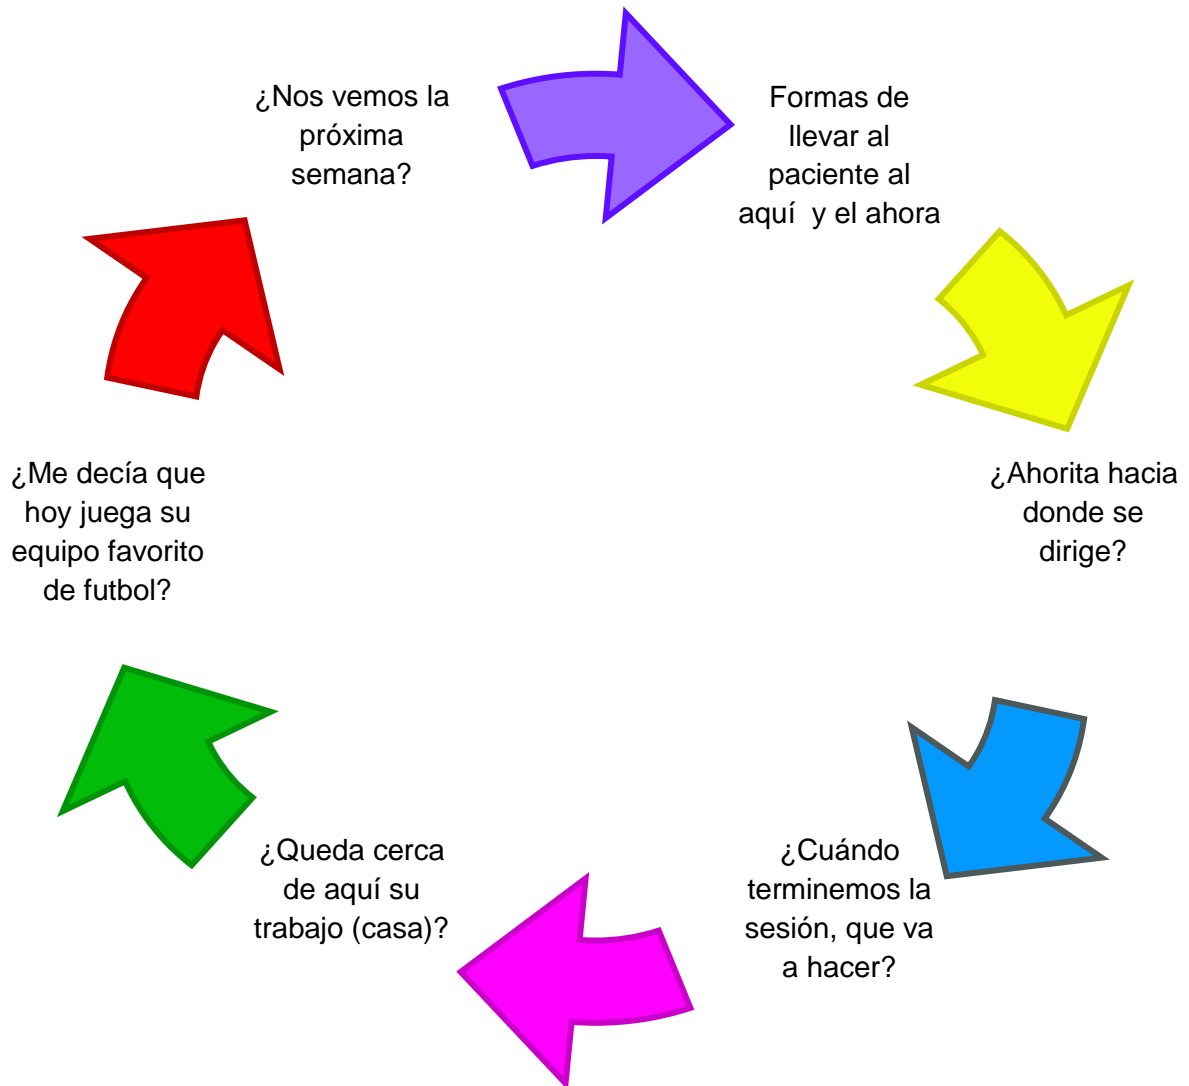 ¿Nos vemos la
próxima
semana?
Formas de
llevar al
paciente al
aquí  y el ahora
¿Ahorita hacia
donde se
dirige?
¿Cuándo
terminemos la
sesión, que va
a hacer?
¿Queda cerca
de aquí su
trabajo (casa)?
¿Me decía que
hoy juega su
equipo favorito
de futbol?